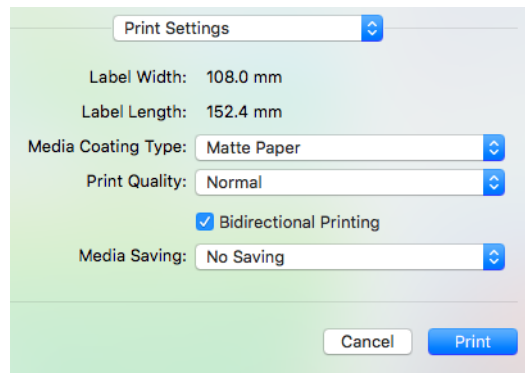 Print Settings
Label Width: 108.0 mm
Label Length: 152.4 mm
Media Coating Type: Matte Paper
Print Quality: Normal
Bidirectional Printing
Media Saving: No Saving
Cancel Print